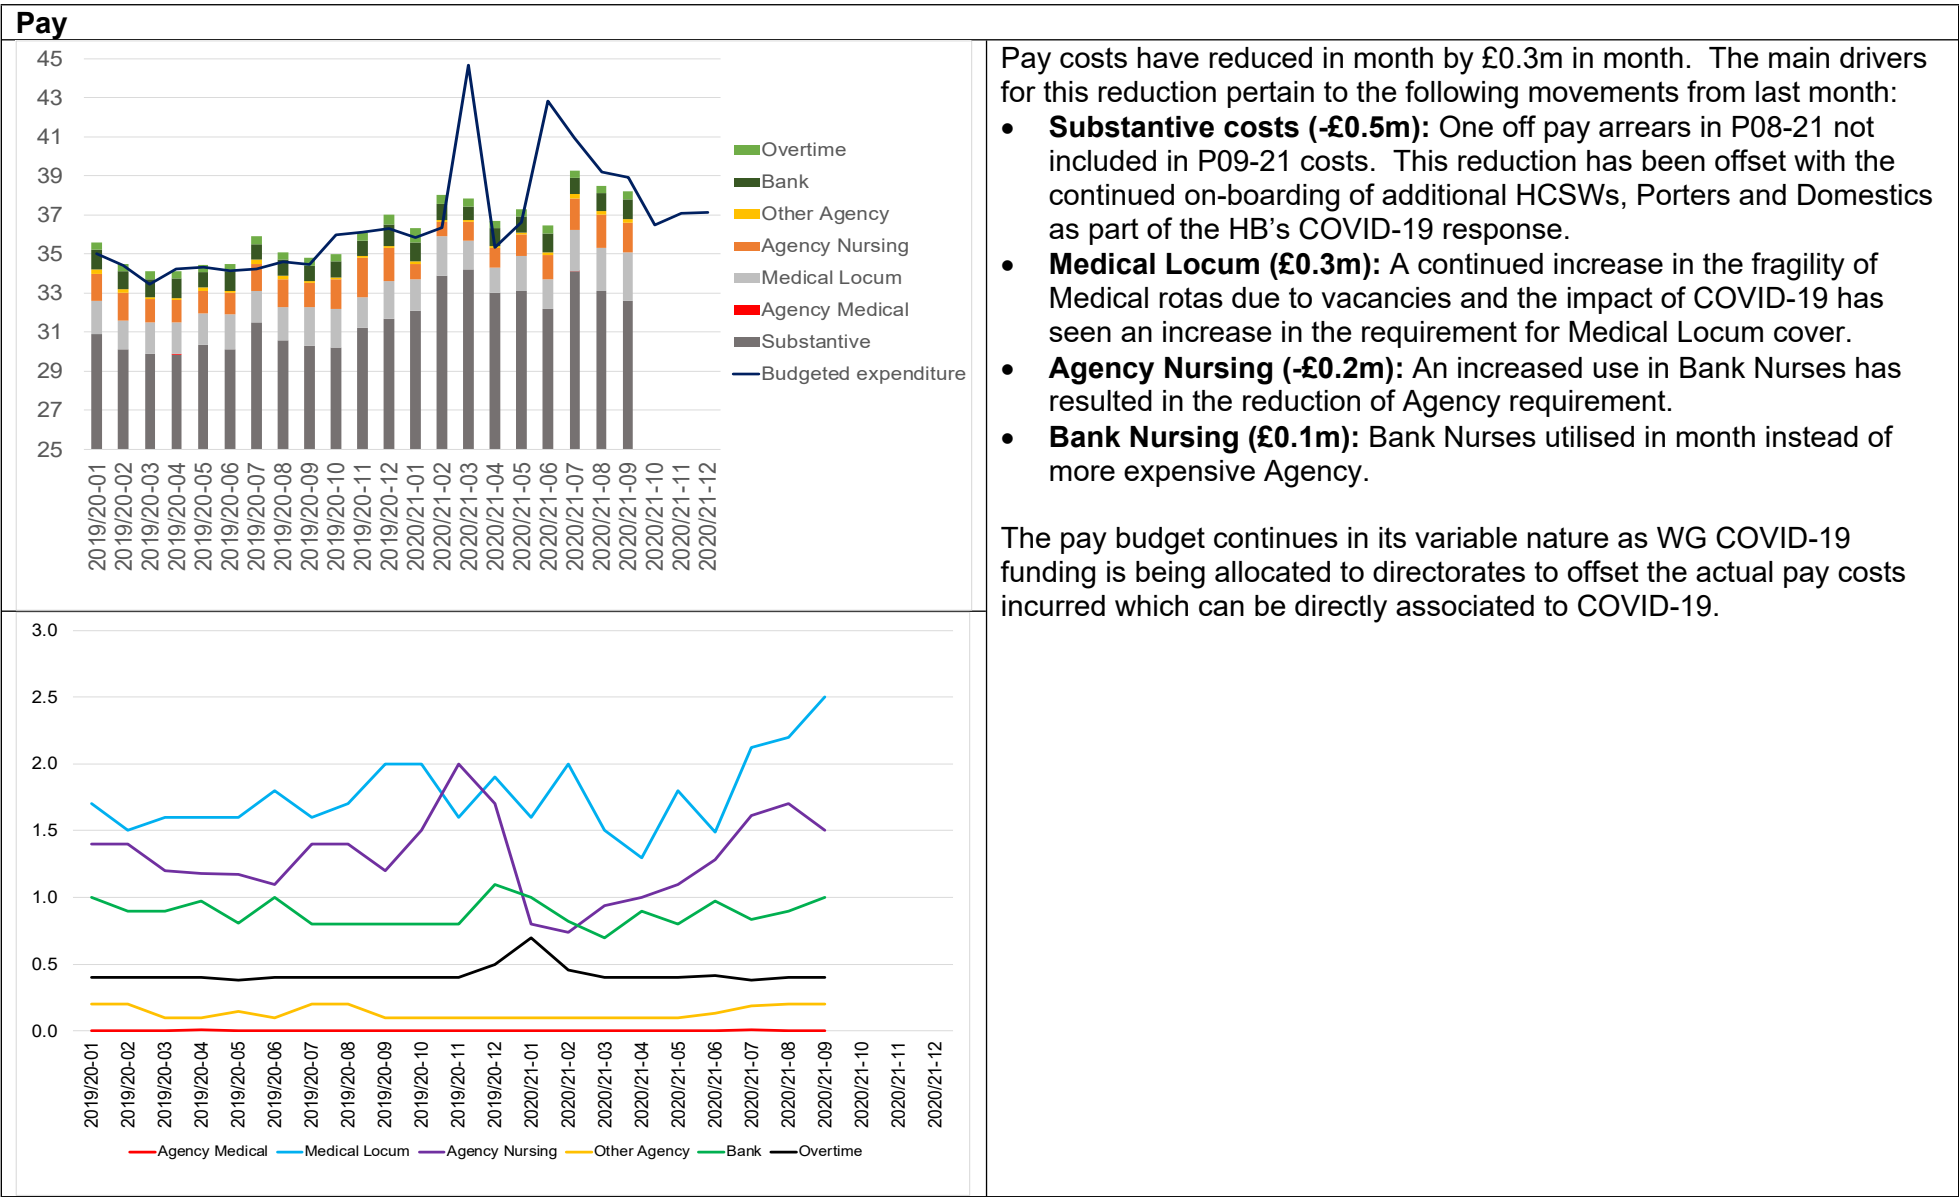 Pay
45
43
41
39
37
35
33
31
29
27
25
2019/20-01
2019/20-02
2019/20-03
2019/20-04
2019/20-05
2019/20-06
2019/20-07
2019/20-08
2019/20-09
2019/20-10
2019/20-11
2019/20-12
2020/21-01
2020/21-02
2020/21-03
2020/21-04
2020/21-05
2020/21-06
2020/21-07
2020/21-08
2020/21-09
2020/21-10
2020/21-11
2020/21-12
Overtime
Bank
Other Agency
Agency Nursing
Medical Locum
Agency Medical
Substantive
Budgeted expenditure
Pay costs have reduced in month by £0.3m in month. The main drivers
for this reduction pertain to the following movements from last month:
• Substantive costs (-£0.5m): One off pay arrears in P08-21 not
included in P09-21 costs. This reduction has been offset with the
continued on-boarding of additional HCSWs, Porters and Domestics
as part of the HB’s COVID-19 response.
• Medical Locum (£0.3m): A continued increase in the fragility of
Medical rotas due to vacancies and the impact of COVID-19 has
seen an increase in the requirement for Medical Locum cover.
• Agency Nursing (-£0.2m): An increased use in Bank Nurses has
resulted in the reduction of Agency requirement.
• Bank Nursing (£0.1m): Bank Nurses utilised in month instead of
more expensive Agency.
The pay budget continues in its variable nature as WG COVID-19
funding is being allocated to directorates to offset the actual pay costs
incurred which can be directly associated to COVID-19.
3.0
2.5
2.0
1.5
1.0
0.5
0.0
2019/20-01
2019/20-02
2019/20-03
2019/20-04
2019/20-05
2019/20-06
2019/20-07
2019/20-08
2019/20-09
2019/20-10
2019/20-11
2019/20-12
2020/21-01
2020/21-02
2020/21-03
2020/21-04
2020/21-05
2020/21-06
2020/21-07
2020/21-08
2020/21-09
2020/21-10
2020/21-11
2020/21-12
Agency Medical Medical Locum Agency Nursing Other Agency Bank Overtime